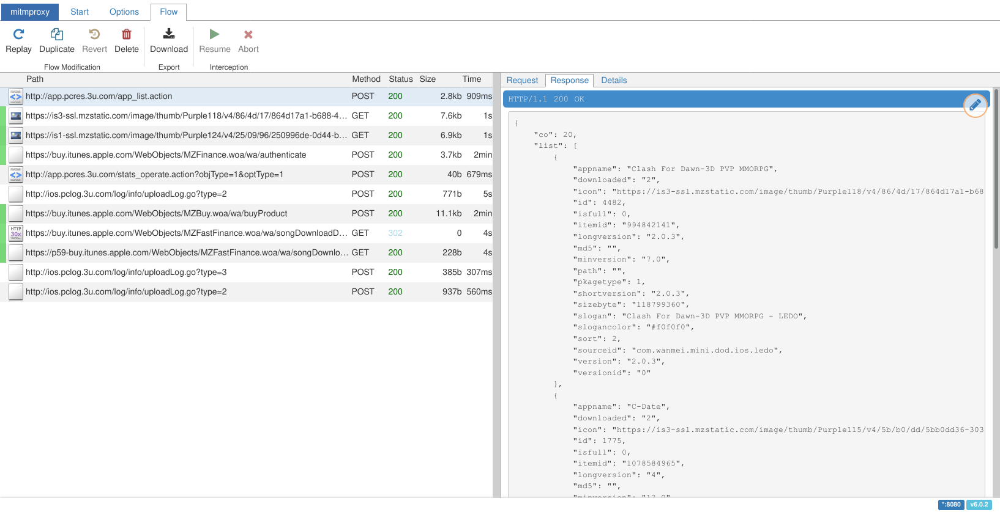 mitmproxy Start Options Flow
Replay Duplicate Revert Delete Download Resume Abort
Flow Modification Export Interception
Path Method Status Size Time
http://app.pcres.3u.com/app_list.action POST 200 2.8kb 909ms
https://is3-ssl.mzstatic.com/image/thumb/Purple118/v4/86/4d/17/864d17a1-b688-4... GET 200 7.6kb 1s
https://is1-ssl.mzstatic.com/image/thumb/Purple124/v4/25/09/96/250996de-0d44-b... GET 200 6.9kb 1s
https://buy.itunes.apple.com/WebObjects/MZFinance.woa/wa/authenticate POST 200 3.7kb 2min
http://app.pcres.3u.com/stats_operate.action?objType=1&optType=1 POST 200 40b 679ms
http://ios.pclog.3u.com/log/info/uploadLog.go?type=2 POST 200 771b 5s
https://buy.itunes.apple.com/WebObjects/MZBuy.woa/wa/buyProduct POST 200 11.1kb 2min
HTTP 30x https://buy.itunes.apple.com/WebObjects/MZFastFinance.woa/wa/songDownloadD... GET 302 0 4s
https://p59-buy.itunes.apple.com/WebObjects/MZFastFinance.woa/wa/songDownlo... GET 200 228b 4s
http://ios.pclog.3u.com/log/info/uploadLog.go?type=3 POST 200 385b 307ms
http://ios.pclog.3u.com/log/info/uploadLog.go?type=2 POST 200 937b 560ms
Request Response Details
HTTP/1.1 200 OK
{
"co": 20,
"list": [
{
"appname": "Clash For Dawn-3D PVP MMORPG",
"downloaded": "2",
"icon": "https://is3-ssl.mzstatic.com/image/thumb/Purple118/v4/86/4d/17/864d17a1-b68
"id": 4482,
"isfull": 0,
"itemid": "994842141",
"longversion": "2.0.3",
"md5": "",
"minversion": "7.0",
"path": "",
"pkagetype": 1,
"shortversion": "2.0.3",
"sizebyte": "118799360",
"slogan": "Clash For Dawn-3D PVP MMORPG - LEDO",
"slogancolor": "#f0f0f0",
"sort": 2,
"sourceid": "com.wanmei.mini.dod.ios.ledo",
"version": "2.0.3",
"versionid": "0"
},
{
"appname": "C-Date",
"downloaded": "2",
"icon": "https://is3-ssl.mzstatic.com/image/thumb/Purple115/v4/5b/b0/dd/5bb0dd36-303
"id": 1775,
"isfull": 0,
"itemid": "1078584965",
"longversion": "4",
"md5": "",
"minversion": "12.0",
*:8080 v6.0.2